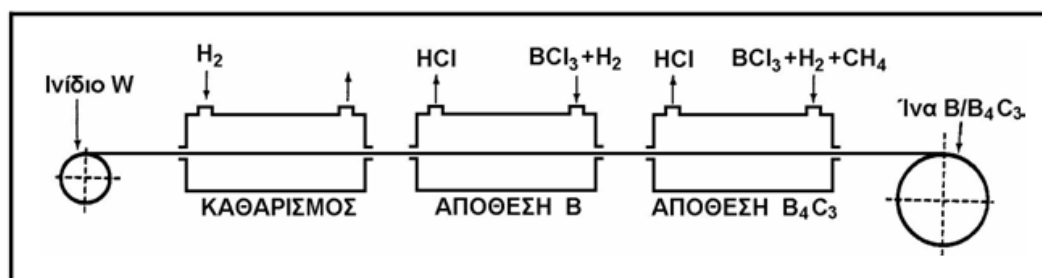 H₂
HCl
BCl₃+H₂
HCl
BCl₃+H₂+CH₄
Ινίδιο W
Ίνα B/B₄C₃.
ΚΑΘΑΡΙΣΜΟΣ
ΑΠΟΘΕΣΗ B
ΑΠΟΘΕΣΗ B₄C₃